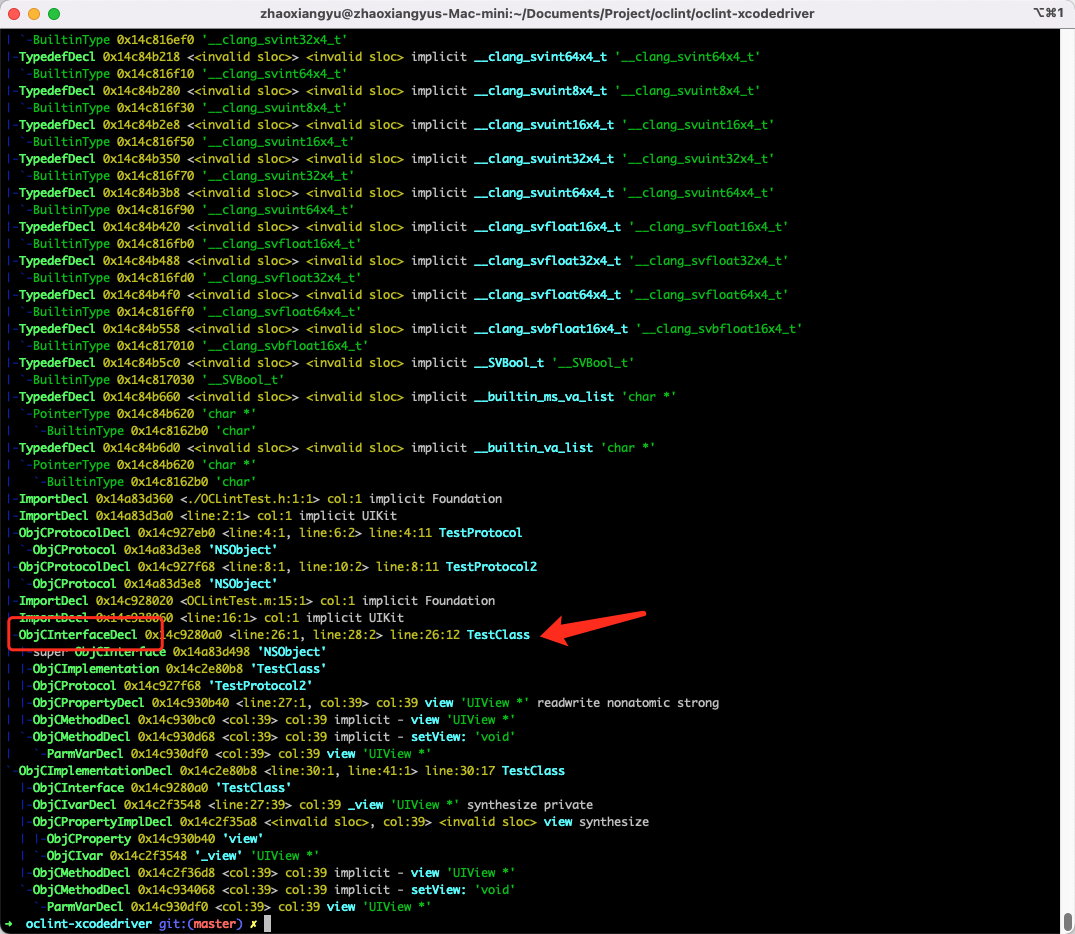 zhaoxiangyu@zhaoxiangyus-Mac-mini:~/Documents/Project/oclint/oclint-xcodedriver ⌥⌘1
| `-BuiltinType 0x14c816ef0 '__clang_svint32x4_t'
|-TypedefDecl 0x14c84b218 <<invalid sloc>> <invalid sloc> implicit __clang_svint64x4_t '__clang_svint64x4_t'
| `-BuiltinType 0x14c816f10 '__clang_svint64x4_t'
|-TypedefDecl 0x14c84b280 <<invalid sloc>> <invalid sloc> implicit __clang_svuint8x4_t '__clang_svuint8x4_t'
| `-BuiltinType 0x14c816f30 '__clang_svuint8x4_t'
|-TypedefDecl 0x14c84b2e8 <<invalid sloc>> <invalid sloc> implicit __clang_svuint16x4_t '__clang_svuint16x4_t'
| `-BuiltinType 0x14c816f50 '__clang_svuint16x4_t'
|-TypedefDecl 0x14c84b350 <<invalid sloc>> <invalid sloc> implicit __clang_svuint32x4_t '__clang_svuint32x4_t'
| `-BuiltinType 0x14c816f70 '__clang_svuint32x4_t'
|-TypedefDecl 0x14c84b3b8 <<invalid sloc>> <invalid sloc> implicit __clang_svuint64x4_t '__clang_svuint64x4_t'
| `-BuiltinType 0x14c816f90 '__clang_svuint64x4_t'
|-TypedefDecl 0x14c84b420 <<invalid sloc>> <invalid sloc> implicit __clang_svfloat16x4_t '__clang_svfloat16x4_t'
| `-BuiltinType 0x14c816fb0 '__clang_svfloat16x4_t'
|-TypedefDecl 0x14c84b488 <<invalid sloc>> <invalid sloc> implicit __clang_svfloat32x4_t '__clang_svfloat32x4_t'
| `-BuiltinType 0x14c816fd0 '__clang_svfloat32x4_t'
|-TypedefDecl 0x14c84b4f0 <<invalid sloc>> <invalid sloc> implicit __clang_svfloat64x4_t '__clang_svfloat64x4_t'
| `-BuiltinType 0x14c816ff0 '__clang_svfloat64x4_t'
|-TypedefDecl 0x14c84b558 <<invalid sloc>> <invalid sloc> implicit __clang_svbfloat16x4_t '__clang_svbfloat16x4_t'
| `-BuiltinType 0x14c817010 '__clang_svbfloat16x4_t'
|-TypedefDecl 0x14c84b5c0 <<invalid sloc>> <invalid sloc> implicit __SVBool_t '__SVBool_t'
| `-BuiltinType 0x14c817030 '__SVBool_t'
|-TypedefDecl 0x14c84b660 <<invalid sloc>> <invalid sloc> implicit __builtin_ms_va_list 'char *'
| `-PointerType 0x14c84b620 'char *'
|   `-BuiltinType 0x14c8162b0 'char'
|-TypedefDecl 0x14c84b6d0 <<invalid sloc>> <invalid sloc> implicit __builtin_va_list 'char *'
| `-PointerType 0x14c84b620 'char *'
|   `-BuiltinType 0x14c8162b0 'char'
|-ImportDecl 0x14a83d360 <./OCLintTest.h:1:1> col:1 implicit Foundation
|-ImportDecl 0x14a83d3a0 <line:2:1> col:1 implicit UIKit
|-ObjCProtocolDecl 0x14c927eb0 <line:4:1, line:6:2> line:4:11 TestProtocol
| `-ObjCProtocol 0x14a83d3e8 'NSObject'
|-ObjCProtocolDecl 0x14c927f68 <line:8:1, line:10:2> line:8:11 TestProtocol2
| `-ObjCProtocol 0x14a83d3e8 'NSObject'
|-ImportDecl 0x14c928020 <OCLintTest.m:15:1> col:1 implicit Foundation
|-ImportDecl 0x14c928060 <line:16:1> col:1 implicit UIKit
|-ObjCInterfaceDecl 0x14c9280a0 <line:26:1, line:28:2> line:26:12 TestClass
| |-super ObjCInterface 0x14a83d498 'NSObject'
| |-ObjCImplementation 0x14c2e80b8 'TestClass'
| |-ObjCProtocol 0x14c927f68 'TestProtocol2'
| |-ObjCPropertyDecl 0x14c930b40 <line:27:1, col:39> col:39 view 'UIView *' readwrite nonatomic strong
| |-ObjCMethodDecl 0x14c930bc0 <col:39> col:39 implicit - view 'UIView *'
| `-ObjCMethodDecl 0x14c930d68 <col:39> col:39 implicit - setView: 'void'
|   `-ParmVarDecl 0x14c930df0 <col:39> col:39 view 'UIView *'
`-ObjCImplementationDecl 0x14c2e80b8 <line:30:1, line:41:1> line:30:17 TestClass
  |-ObjCInterface 0x14c9280a0 'TestClass'
  |-ObjCIvarDecl 0x14c2f3548 <line:27:39> col:39 _view 'UIView *' synthesize private
  |-ObjCPropertyImplDecl 0x14c2f35a8 <<invalid sloc>, col:39> <invalid sloc> view synthesize
  | |-ObjCProperty 0x14c930b40 'view'
  | `-ObjCIvar 0x14c2f3548 '_view' 'UIView *'
  |-ObjCMethodDecl 0x14c2f36d8 <col:39> col:39 implicit - view 'UIView *'
  `-ObjCMethodDecl 0x14c934068 <col:39> col:39 implicit - setView: 'void'
    `-ParmVarDecl 0x14c930df0 <col:39> col:39 view 'UIView *'
➜  oclint-xcodedriver git:(master) ✗